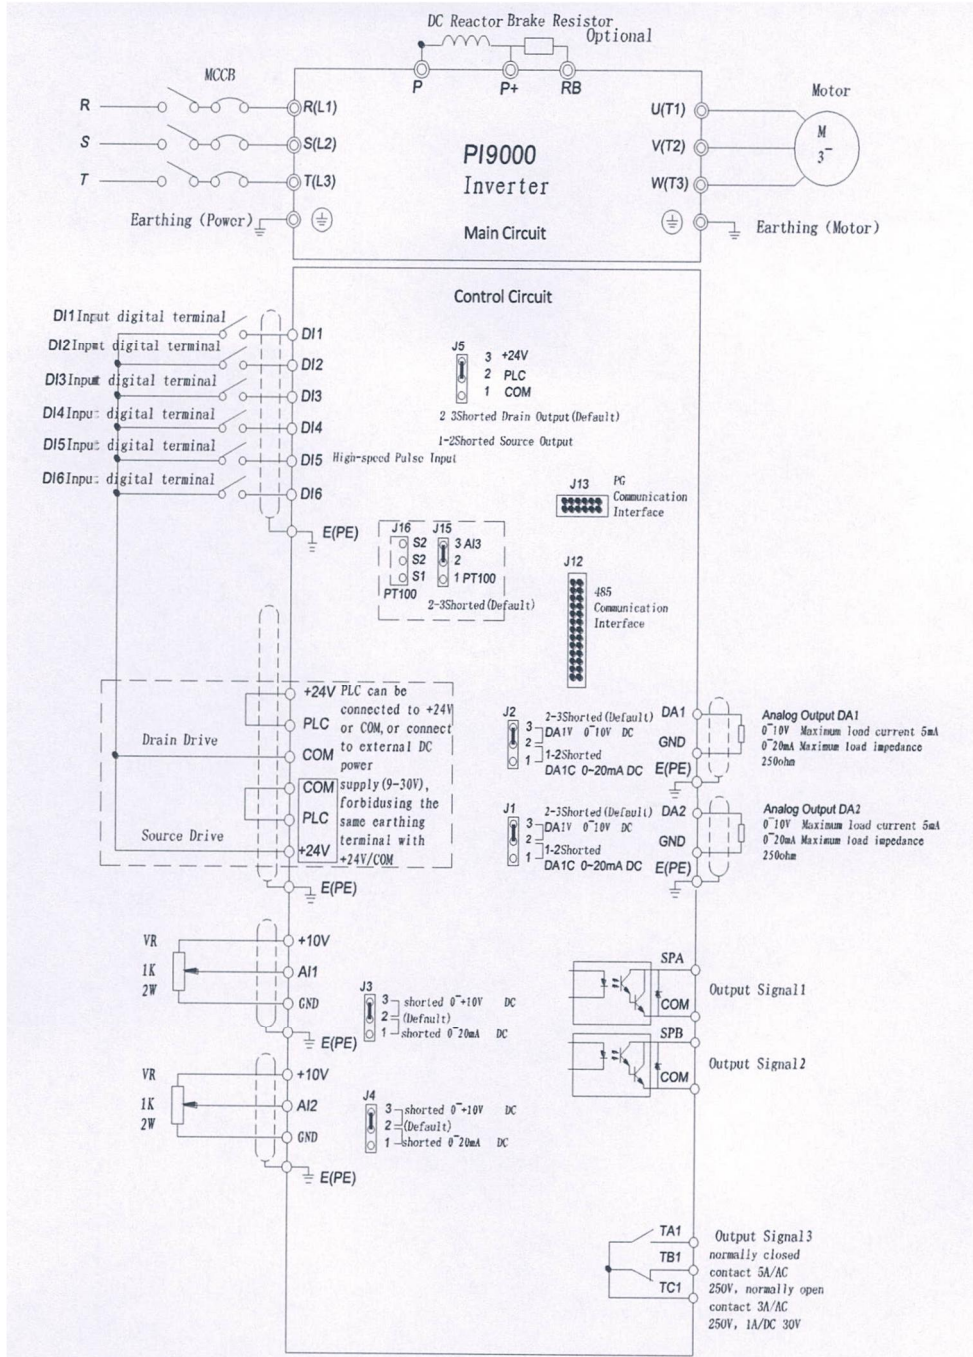 DC Reactor Brake Resistor
Optional
MCCB
P
P+
RB
Motor
R
R(L1)
U(T1)
M
3~
S
S(L2)
V(T2)
PI9000
Inverter
T
T(L3)
W(T3)
Earthing (Power)
Main Circuit
Earthing (Motor)
Control Circuit
DI1Input digital terminal
DI1
DI2Input digital terminal
DI2
DI3Input digital terminal
DI3
DI4Input digital terminal
DI4
DI5Input digital terminal
DI5 High-speed Pulse Input
DI6Input digital terminal
DI6
E(PE)
J5
3 +24V
2 PLC
1 COM
2 3Shorted Drain Output(Default)
1-2Shorted Source Output
J13
PG
Communication
Interface
J16
S2
S2
S1
PT100
J15
3 AI3
2
1 PT100
2-3Shorted(Default)
J12
485
Communication
Interface
+24V
PLC
COM
COM
PLC
+24V
Drain Drive
Source Drive
PLC can be
connected to +24V
or COM, or connect
to external DC
power
supply(9-30V),
forbidusing the
same earthing
terminal with
+24V/COM
E(PE)
J2
3
2
1
2-3Shorted(Default)
DA1V 0~10V DC
1-2Shorted
DA1C 0~20mA DC
DA1
GND
E(PE)
Analog Output DA1
0~10V Maximum load current 5mA
0~20mA Maximum load impedance
250ohm
J1
3
2
1
2-3Shorted(Default)
DA1V 0~10V DC
1-2Shorted
DA1C 0~20mA DC
DA2
GND
E(PE)
Analog Output DA2
0~10V Maximum load current 5mA
0~20mA Maximum load impedance
250ohm
VR
1K
2W
+10V
AI1
GND
E(PE)
J3
3 shorted 0~+10V DC
2 (Default)
1 shorted 0~20mA DC
SPA
COM
Output Signal1
SPB
COM
Output Signal2
VR
1K
2W
+10V
AI2
GND
E(PE)
J4
3 shorted 0~+10V DC
2 (Default)
1 shorted 0~20mA DC
TA1
TB1
TC1
Output Signal3
normally closed
contact 5A/AC
250V, normally open
contact 3A/AC
250V, 1A/DC 30V